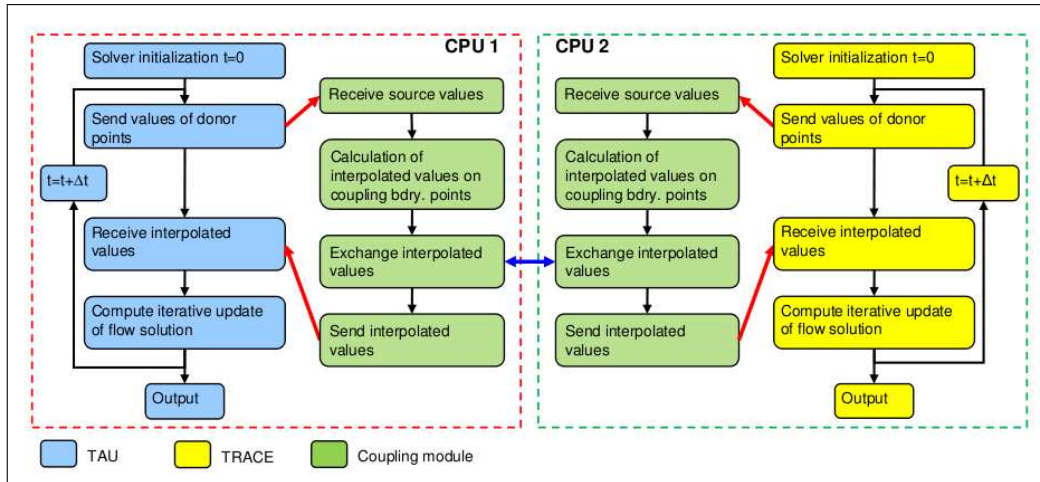 CPU 1
Solver initialization t=0
Receive source values
Send values of donor
points
Calculation of
interpolated values on
coupling bdry. points
t=t+Δt
Receive interpolated
values
Exchange interpolated
values
Compute iterative update
of flow solution
Send interpolated
values
Output
CPU 2
Solver initialization t=0
Receive source values
Send values of donor
points
Calculation of
interpolated values on
coupling bdry. points
t=t+Δt
Exchange interpolated
values
Receive interpolated
values
Send interpolated
values
Compute iterative update
of flow solution
Output
TAU
TRACE
Coupling module